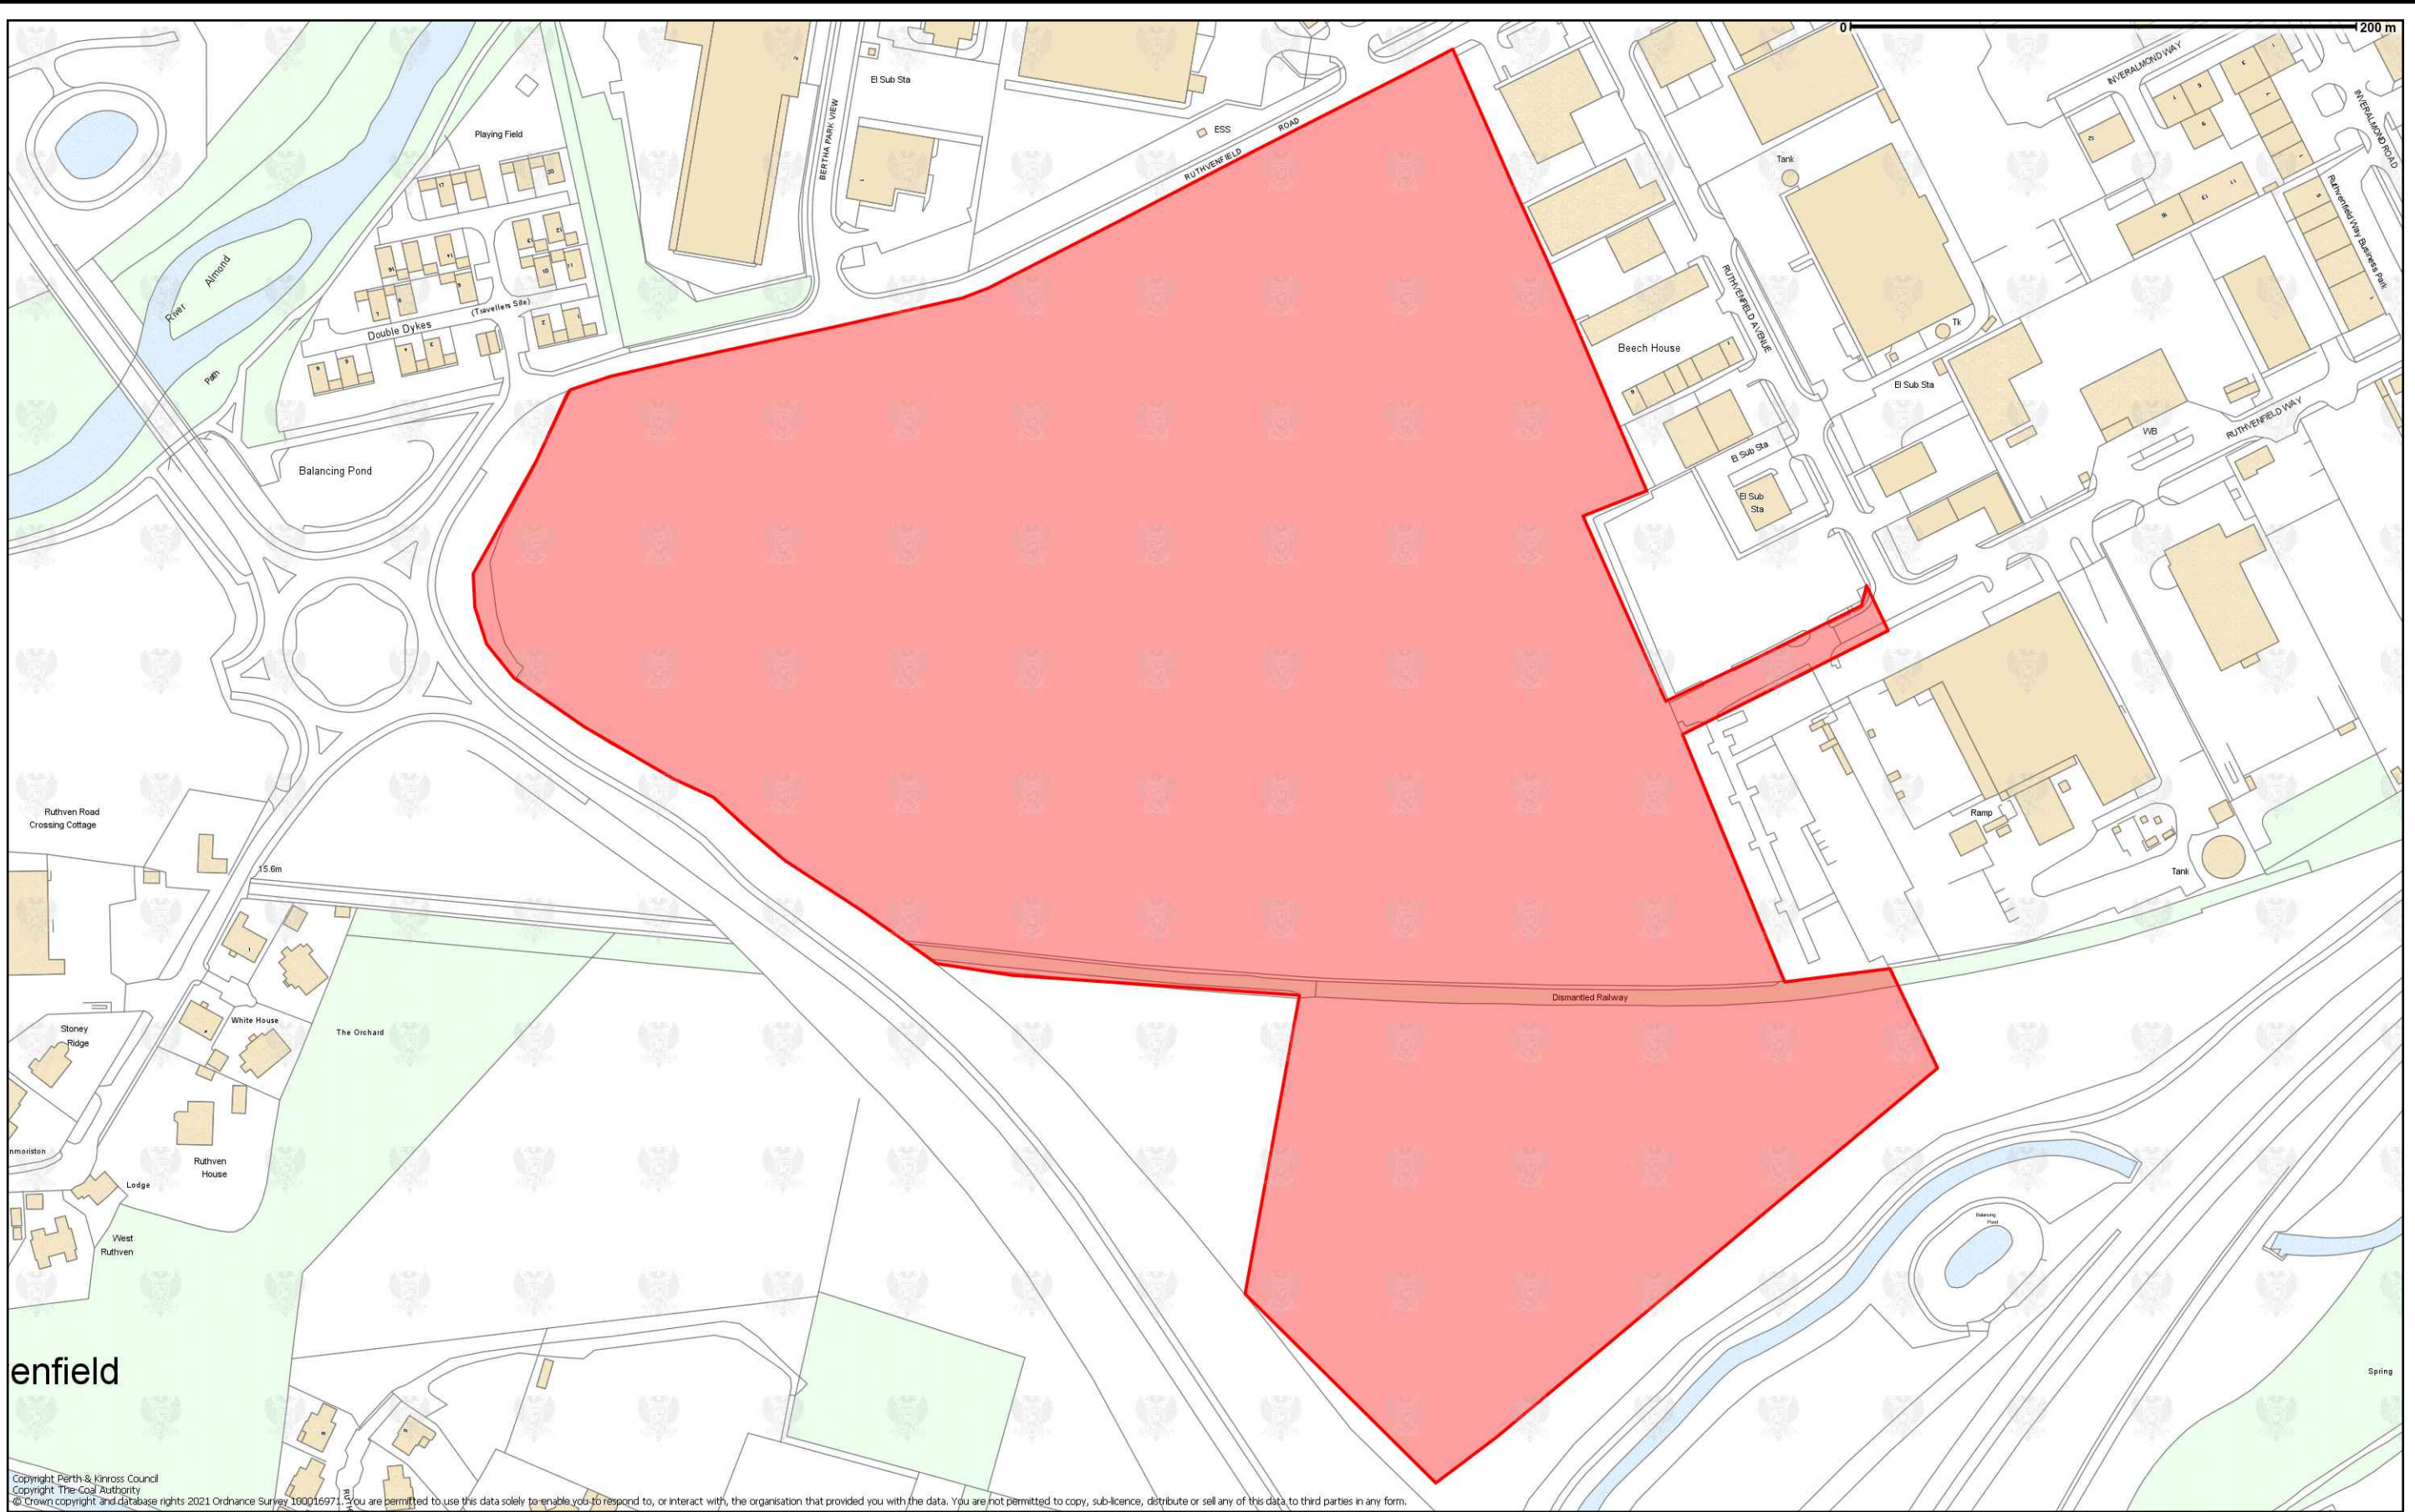 0 200 m
INVERALMOND WAY
INVERALMOND ROAD
El Sub Sta
BERTHA PARK VIEW
2
1
ESS
RUTHVENFIELD ROAD
Playing Field
17
20
River Almond
Path
Double Dykes
(Travellers Site)
Balancing Pond
Tank
Ruthvenfield Way Business Park
RUTHVENFIELD AVENUE
Beech House
Tk
El Sub Sta
WB
RUTHVENFIELD WAY
El Sub Sta
El Sub
Sta
Ramp
Tank
Ruthven Road
Crossing Cottage
15.6m
Dismantled Railway
Stoney
Ridge
White House
The Orchard
nmoriston
Ruthven
House
Lodge
West
Ruthven
Balancing
Pond
enfield
Spring
RUTH
Copyright Perth & Kinross Council
Copyright The Coal Authority
© Crown copyright and database rights 2021 Ordnance Survey 100016971. You are permitted to use this data solely to enable you to respond to, or interact with, the organisation that provided you with the data. You are not permitted to copy, sub-licence, distribute or sell any of this data to third parties in any form.